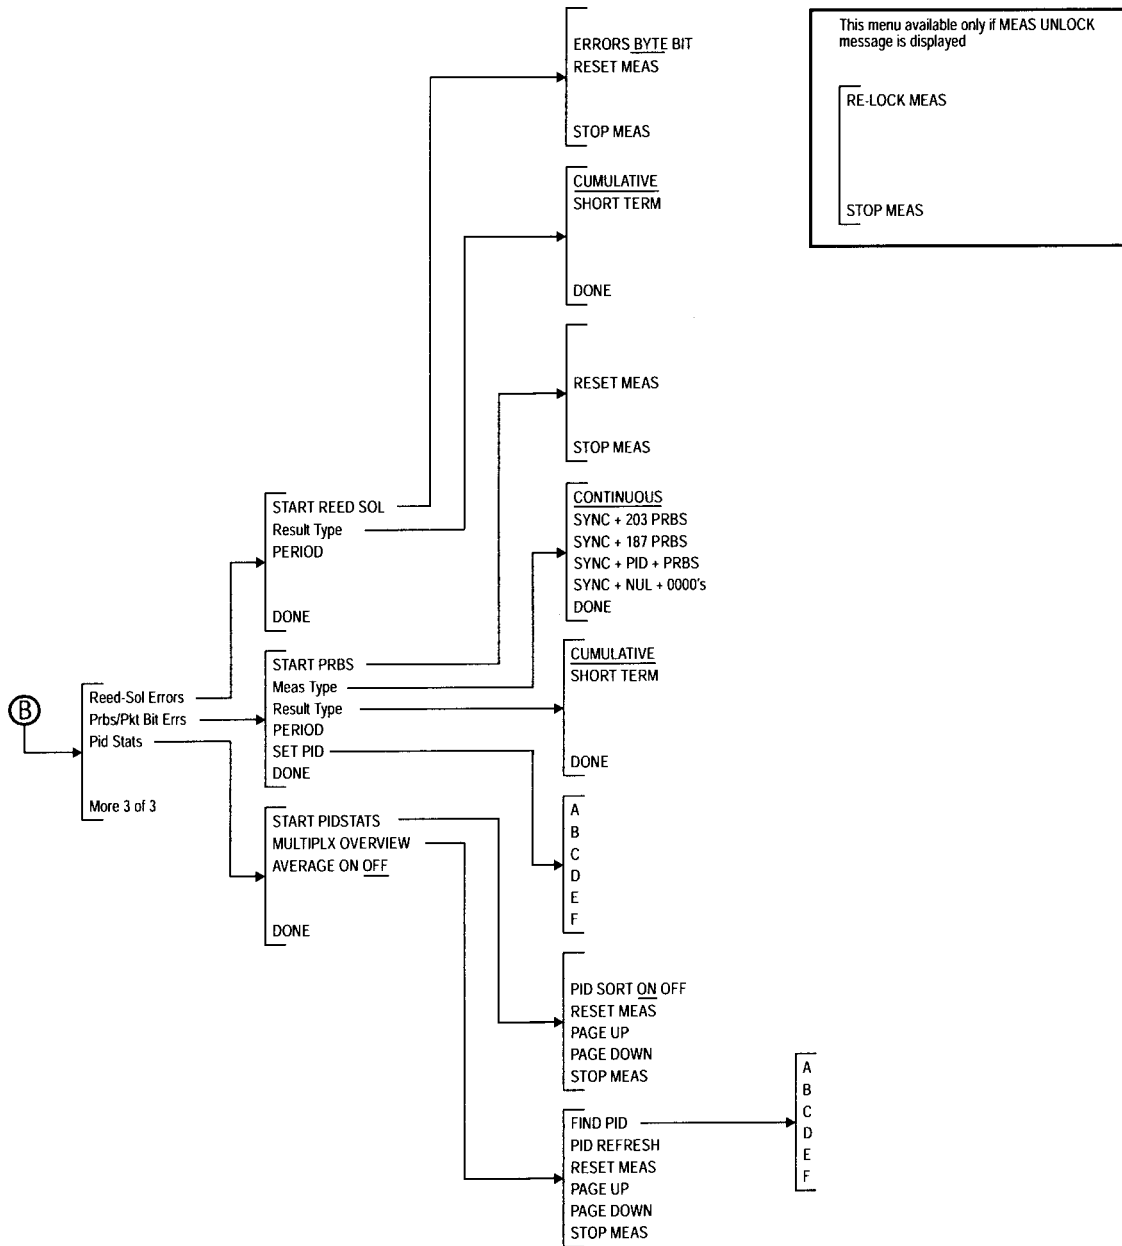 ERRORS BYTE BIT
RESET MEAS
STOP MEAS
This menu available only if MEAS UNLOCK
message is displayed
RE-LOCK MEAS
STOP MEAS
CUMULATIVE
SHORT TERM
DONE
RESET MEAS
STOP MEAS
START REED SOL
Result Type
PERIOD
DONE
CONTINUOUS
SYNC + 203 PRBS
SYNC + 187 PRBS
SYNC + PID + PRBS
SYNC + NUL + 0000's
DONE
B
Reed-Sol Errors
Prbs/Pkt Bit Errs
Pid Stats
More 3 of 3
START PRBS
Meas Type
Result Type
PERIOD
SET PID
DONE
CUMULATIVE
SHORT TERM
DONE
START PIDSTATS
MULTIPLX OVERVIEW
AVERAGE ON OFF
DONE
A
B
C
D
E
F
PID SORT ON OFF
RESET MEAS
PAGE UP
PAGE DOWN
STOP MEAS
FIND PID
PID REFRESH
RESET MEAS
PAGE UP
PAGE DOWN
STOP MEAS
A
B
C
D
E
F